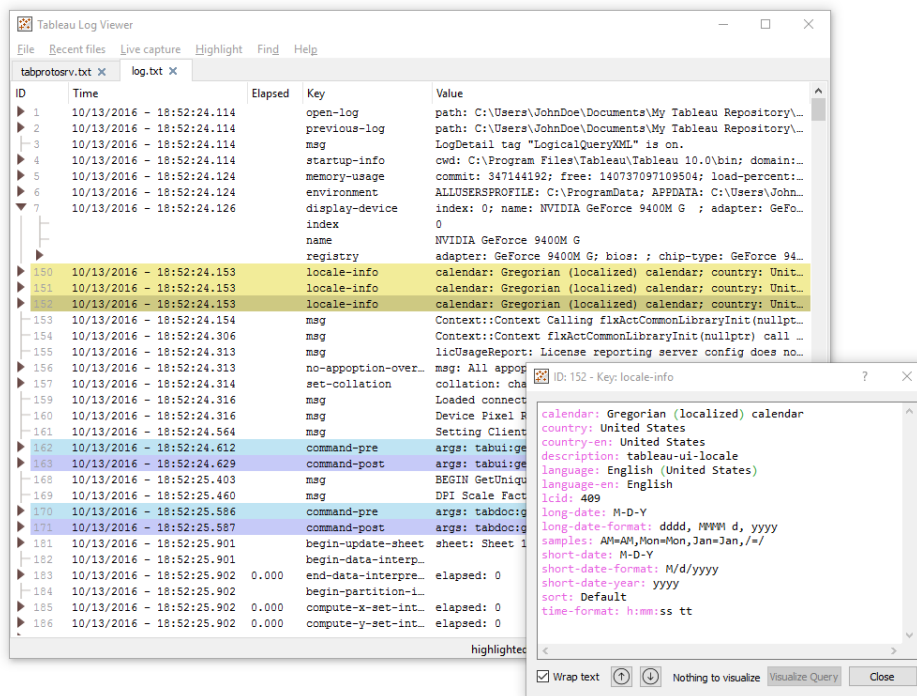 Tableau Log Viewer
File Recent files Live capture Highlight Find Help
tabprotosrv.txt log.txt
ID Time Elapsed Key Value
1 10/13/2016 - 18:52:24.114 open-log path: C:\Users\JohnDoe\Documents\My Tableau Repository\…
2 10/13/2016 - 18:52:24.114 previous-log path: C:\Users\JohnDoe\Documents\My Tableau Repository\…
3 10/13/2016 - 18:52:24.114 msg LogDetail tag "LogicalQueryXML" is on.
4 10/13/2016 - 18:52:24.114 startup-info cwd: C:\Program Files\Tableau\Tableau 10.0\bin; domain:…
5 10/13/2016 - 18:52:24.124 memory-usage commit: 347144192; free: 140737097109504; load-percent:…
6 10/13/2016 - 18:52:24.124 environment ALLUSERSPROFILE: C:\ProgramData; APPDATA: C:\Users\John…
7 10/13/2016 - 18:52:24.126 display-device index: 0; name: NVIDIA GeForce 9400M G ; adapter: GeFo…
index 0
name NVIDIA GeForce 9400M G
registry adapter: GeForce 9400M G; bios: ; chip-type: GeForce 94…
150 10/13/2016 - 18:52:24.153 locale-info calendar: Gregorian (localized) calendar; country: Unit…
151 10/13/2016 - 18:52:24.153 locale-info calendar: Gregorian (localized) calendar; country: Unit…
152 10/13/2016 - 18:52:24.153 locale-info calendar: Gregorian (localized) calendar; country: Unit…
153 10/13/2016 - 18:52:24.154 msg Context::Context Calling flxActCommonLibraryInit(nullpt…
154 10/13/2016 - 18:52:24.306 msg Context::Context flxActCommonLibraryInit(nullptr) call …
155 10/13/2016 - 18:52:24.313 msg licUsageReport: License reporting server config does no…
156 10/13/2016 - 18:52:24.313 no-appoption-over… msg: All appop
157 10/13/2016 - 18:52:24.314 set-collation collation: cha
159 10/13/2016 - 18:52:24.316 msg Loaded connect
160 10/13/2016 - 18:52:24.316 msg Device Pixel R
161 10/13/2016 - 18:52:24.564 msg Setting Client
162 10/13/2016 - 18:52:24.612 command-pre args: tabui:ge
163 10/13/2016 - 18:52:24.629 command-post args: tabui:ge
168 10/13/2016 - 18:52:25.403 msg BEGIN GetUniqu
169 10/13/2016 - 18:52:25.460 msg DPI Scale Fact
170 10/13/2016 - 18:52:25.586 command-pre args: tabdoc:g
171 10/13/2016 - 18:52:25.587 command-post args: tabdoc:g
181 10/13/2016 - 18:52:25.901 begin-update-sheet sheet: Sheet 1
182 10/13/2016 - 18:52:25.901 begin-data-interp…
183 10/13/2016 - 18:52:25.902 0.000 end-data-interpre… elapsed: 0
184 10/13/2016 - 18:52:25.902 begin-partition-i…
185 10/13/2016 - 18:52:25.902 0.000 compute-x-set-int… elapsed: 0
186 10/13/2016 - 18:52:25.902 0.000 compute-y-set-int… elapsed: 0
highlighted
ID: 152 - Key: locale-info
calendar: Gregorian (localized) calendar
country: United States
country-en: United States
description: tableau-ui-locale
language: English (United States)
language-en: English
lcid: 409
long-date: M-D-Y
long-date-format: dddd, MMMM d, yyyy
samples: AM=AM,Mon=Mon,Jan=Jan,/=/
short-date: M-D-Y
short-date-format: M/d/yyyy
short-date-year: yyyy
sort: Default
time-format: h:mm:ss tt
Wrap text Nothing to visualize Visualize Query Close